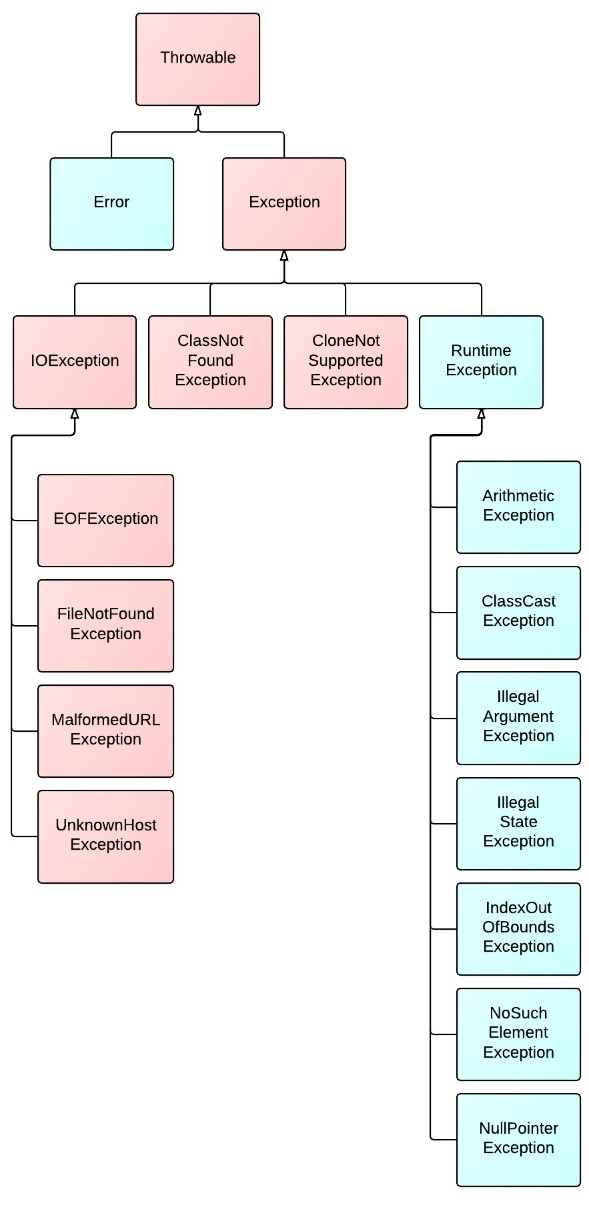 Throwable
Error
Exception
IOException
ClassNot
Found
Exception
CloneNot
Supported
Exception
Runtime
Exception
EOFException
FileNotFound
Exception
MalformedURL
Exception
UnknownHost
Exception
Arithmetic
Exception
ClassCast
Exception
Illegal
Argument
Exception
Illegal
State
Exception
IndexOut
OfBounds
Exception
NoSuch
Element
Exception
NullPointer
Exception